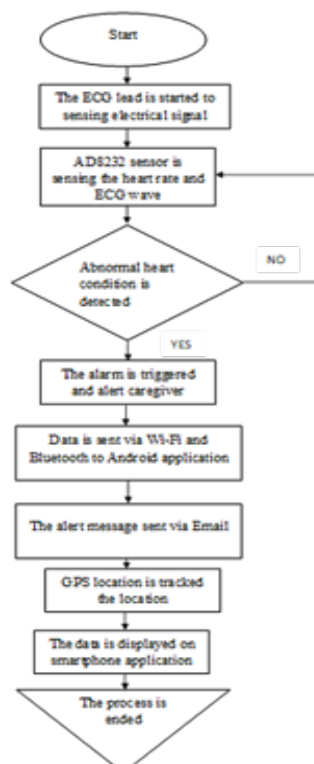 Start
The ECG lead is started to
sensing electrical signal
AD8232 sensor is
sensing the heart rate and
ECG wave
Abnormal heart
condition is
detected
NO
YES
The alarm is triggered
and alert caregiver
Data is sent via Wi-Fi and
Bluetooth to Android application
The alert message sent via Email
GPS location is tracked
the location
The data is displayed on
smartphone application
The process is
ended